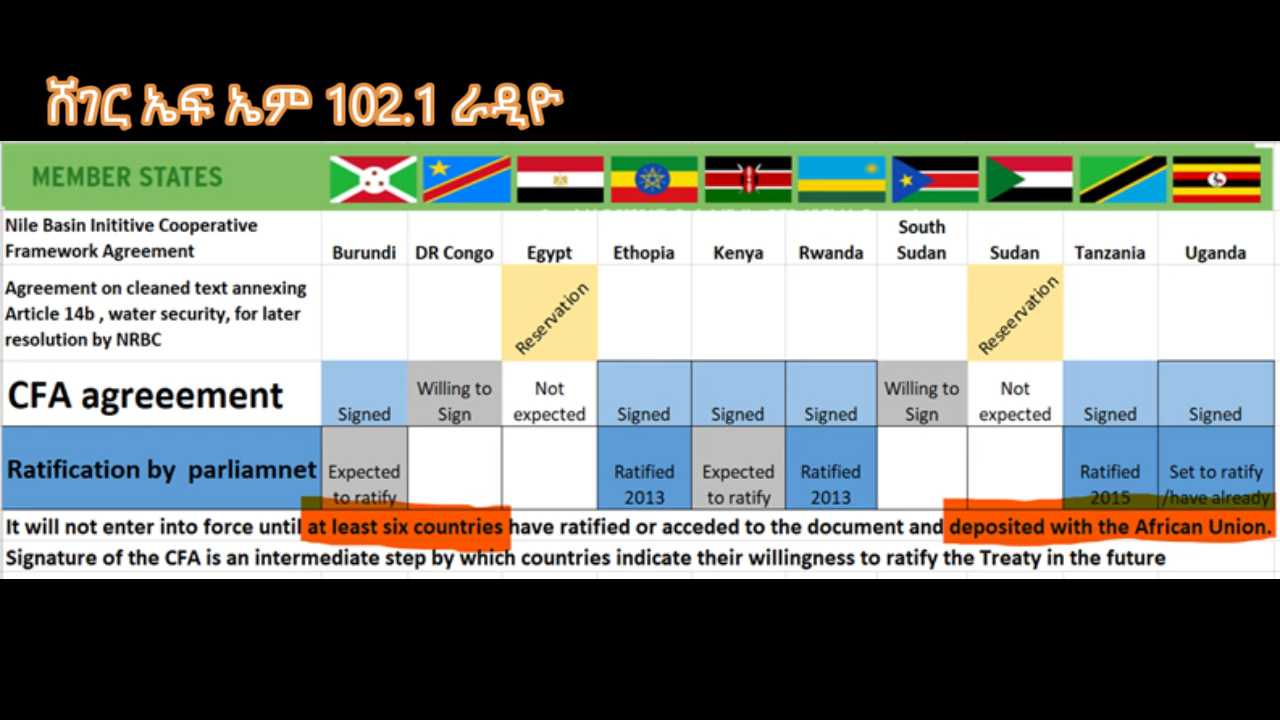 ሸገር ኤፍ ኤም 102.1 ራዲዮ
MEMBER STATES
Nile Basin Inititive Cooperative
Framework Agreement
Burundi
DR Congo
Egypt
Ethopia
Kenya
Rwanda
South
Sudan
Sudan
Tanzania
Uganda
Agreement on cleaned text annexing
Article 14b , water security, for later
resolution by NRBC
Reservation
Reseervation
CFA agreeement
Signed
Willing to
Sign
Not
expected
Signed
Signed
Signed
Willing to
Sign
Not
expected
Signed
Signed
Ratification by parliamnet
Expected
to ratify
Ratified
2013
Expected
to ratify
Ratified
2013
Ratified
2015
Set to ratify
/have already
It will not enter into force until at least six countries have ratified or acceded to the document and deposited with the African Union.
Signature of the CFA is an intermediate step by which countries indicate their willingness to ratify the Treaty in the future